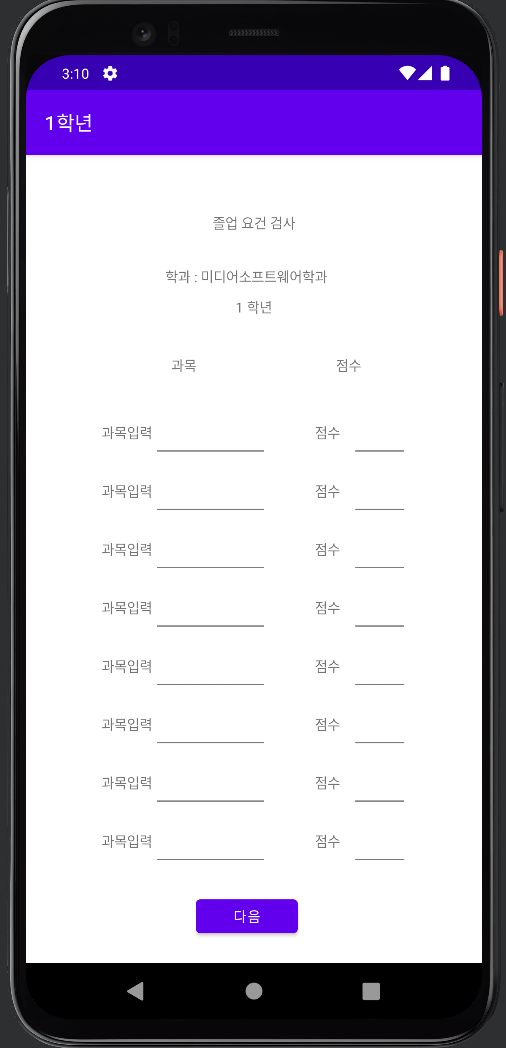 3:10
1학년
졸업 요건 검사
학과 : 미디어소프트웨어학과
1 학년
과목 점수
과목입력 점수
과목입력 점수
과목입력 점수
과목입력 점수
과목입력 점수
과목입력 점수
과목입력 점수
과목입력 점수
다음